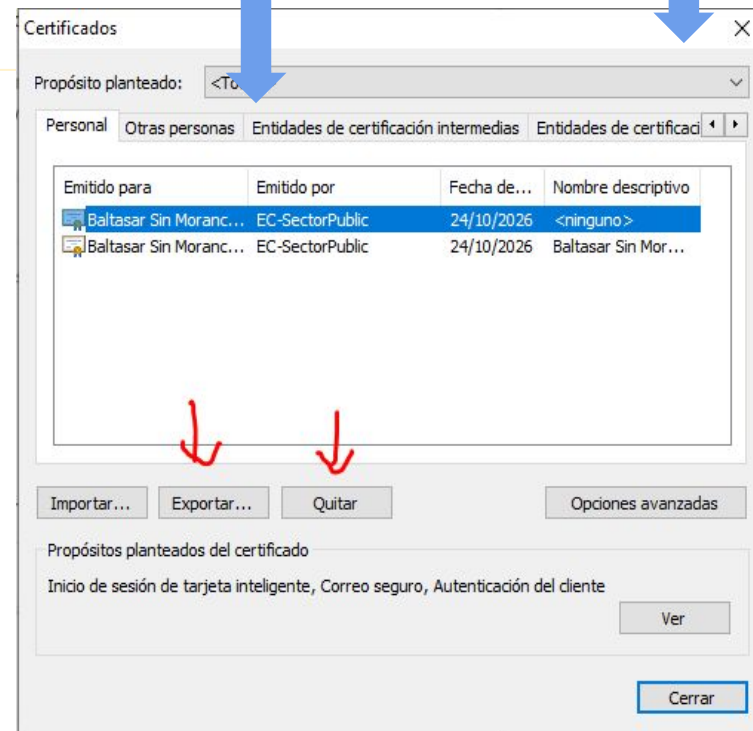 Certificados
Propósito planteado:
Personal Otras personas Entidades de certificación intermedias Entidades de certificaci
Emitido para Emitido por Fecha de... Nombre descriptivo
Baltasar Sin Moranc... EC-SectorPublic 24/10/2026 <ninguno>
Baltasar Sin Moranc... EC-SectorPublic 24/10/2026 Baltasar Sin Mor...
Importar... Exportar... Quitar Opciones avanzadas
Propósitos planteados del certificado
Inicio de sesión de tarjeta inteligente, Correo seguro, Autenticación del cliente
Ver
Cerrar